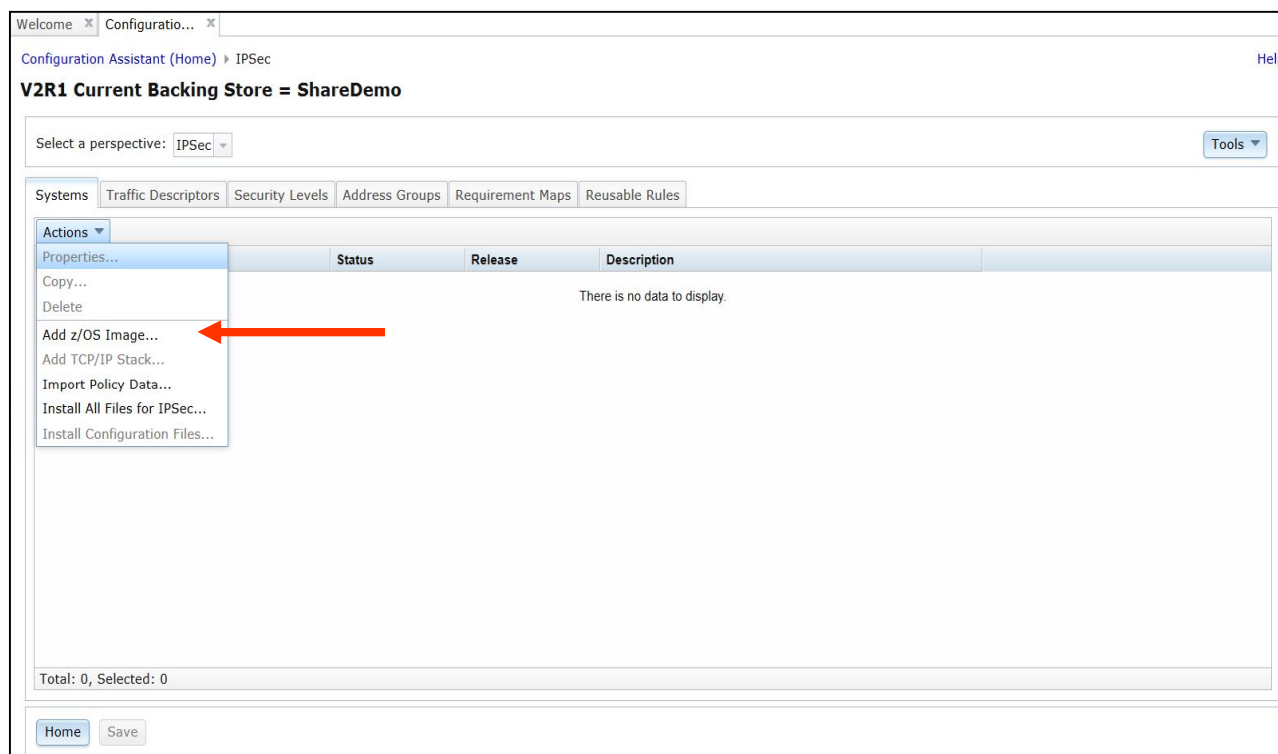 Welcome x Configuratio... x
Configuration Assistant (Home) ▸ IPSec Hel
V2R1 Current Backing Store = ShareDemo
Select a perspective: IPSec Tools
Systems Traffic Descriptors Security Levels Address Groups Requirement Maps Reusable Rules
Actions
Properties... Status Release Description
Copy...
There is no data to display.
Delete
Add z/OS Image...
Add TCP/IP Stack...
Import Policy Data...
Install All Files for IPSec...
Install Configuration Files...
Total: 0, Selected: 0
Home Save